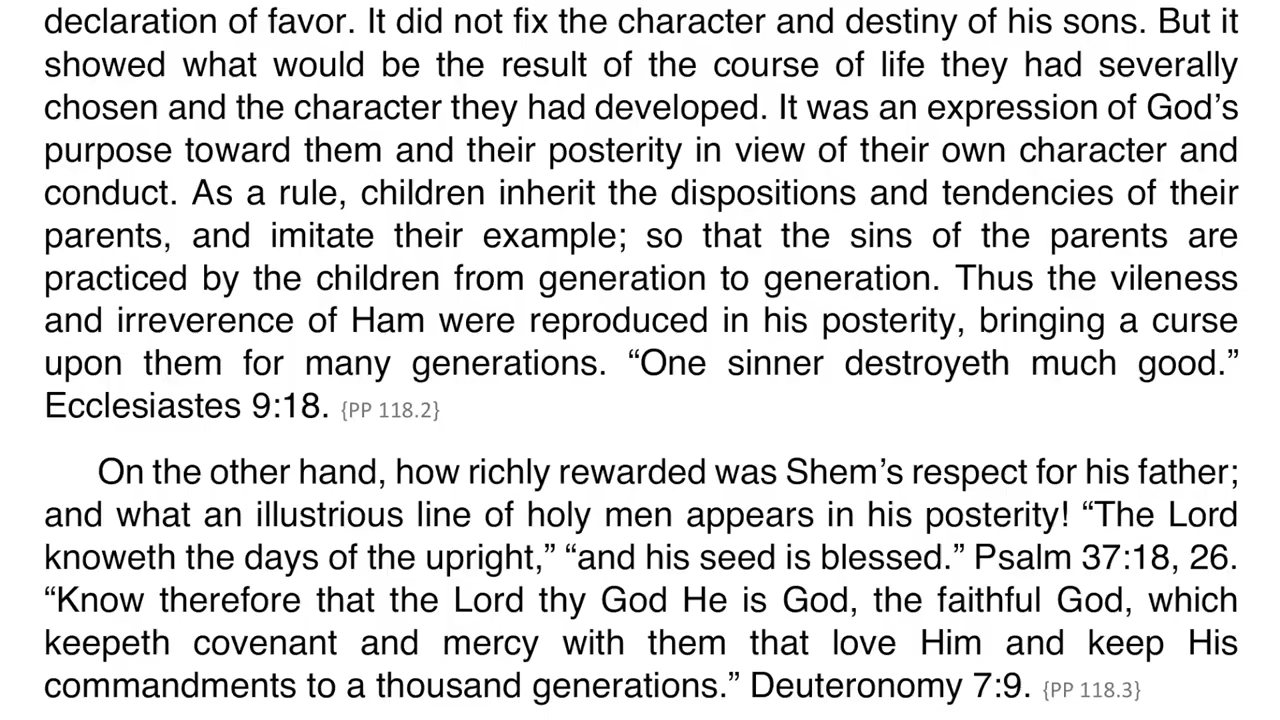 declaration of favor. It did not fix the character and destiny of his sons. But it
showed what would be the result of the course of life they had severally
chosen and the character they had developed. It was an expression of God’s
purpose toward them and their posterity in view of their own character and
conduct. As a rule, children inherit the dispositions and tendencies of their
parents, and imitate their example; so that the sins of the parents are
practiced by the children from generation to generation. Thus the vileness
and irreverence of Ham were reproduced in his posterity, bringing a curse
upon them for many generations. “One sinner destroyeth much good.”
Ecclesiastes 9:18. {PP 118.2}
On the other hand, how richly rewarded was Shem’s respect for his father;
and what an illustrious line of holy men appears in his posterity! “The Lord
knoweth the days of the upright,” “and his seed is blessed.” Psalm 37:18, 26.
“Know therefore that the Lord thy God He is God, the faithful God, which
keepeth covenant and mercy with them that love Him and keep His
commandments to a thousand generations.” Deuteronomy 7:9. {PP 118.3}